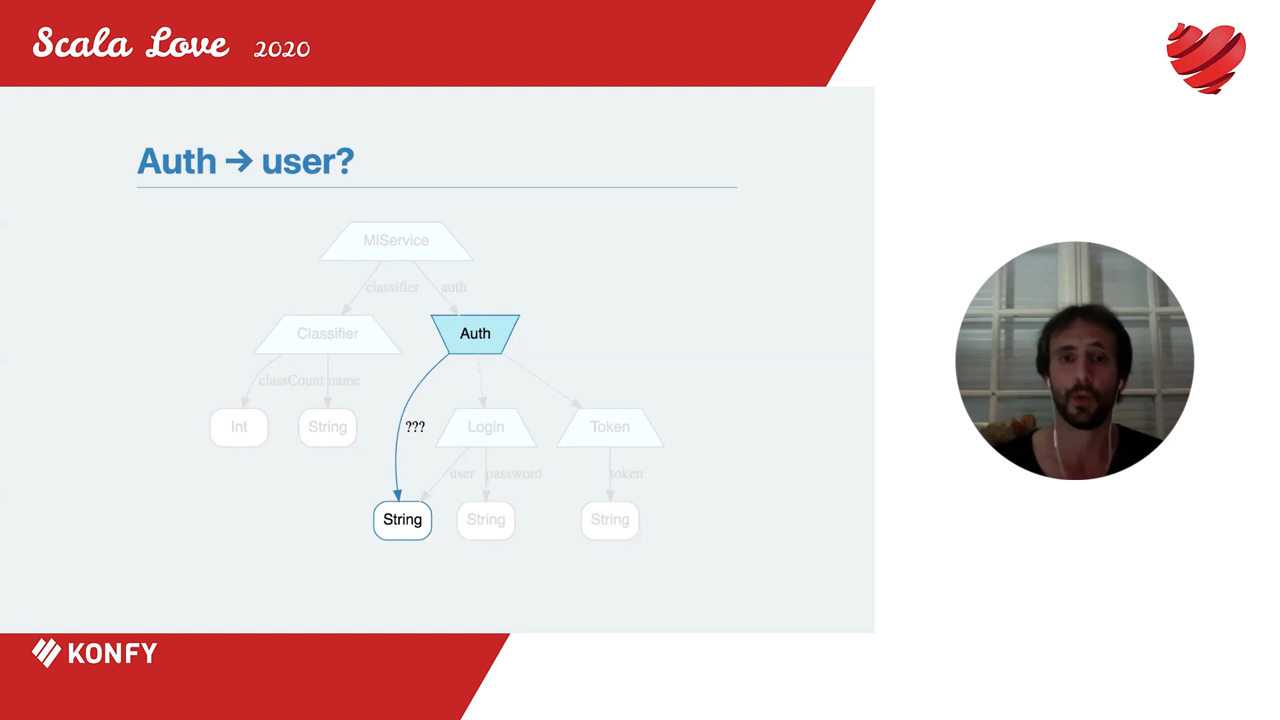 Scala Love 2020
Auth → user?
MlService
classifier auth
Classifier Auth
classCount name
Int String ??? Login Token
user password token
String String String
KONFY